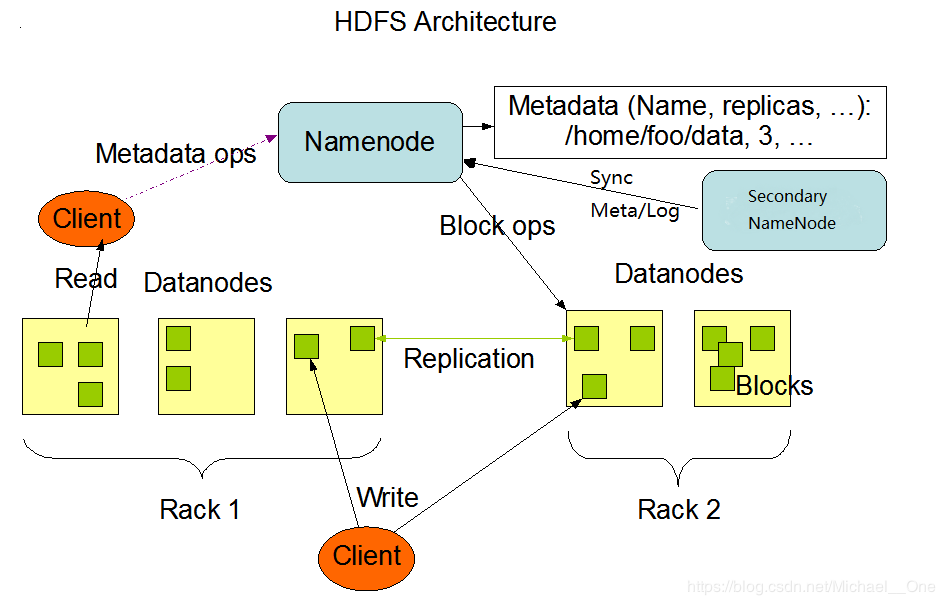 HDFS Architecture
Metadata (Name, replicas, …):
/home/foo/data, 3, …
Namenode
Metadata ops
Sync
Meta/Log
Secondary
NameNode
Client
Block ops
Read
Datanodes
Datanodes
Replication
Blocks
Write
Rack 1
Rack 2
Client
https://blog.csdn.net/Michael__One